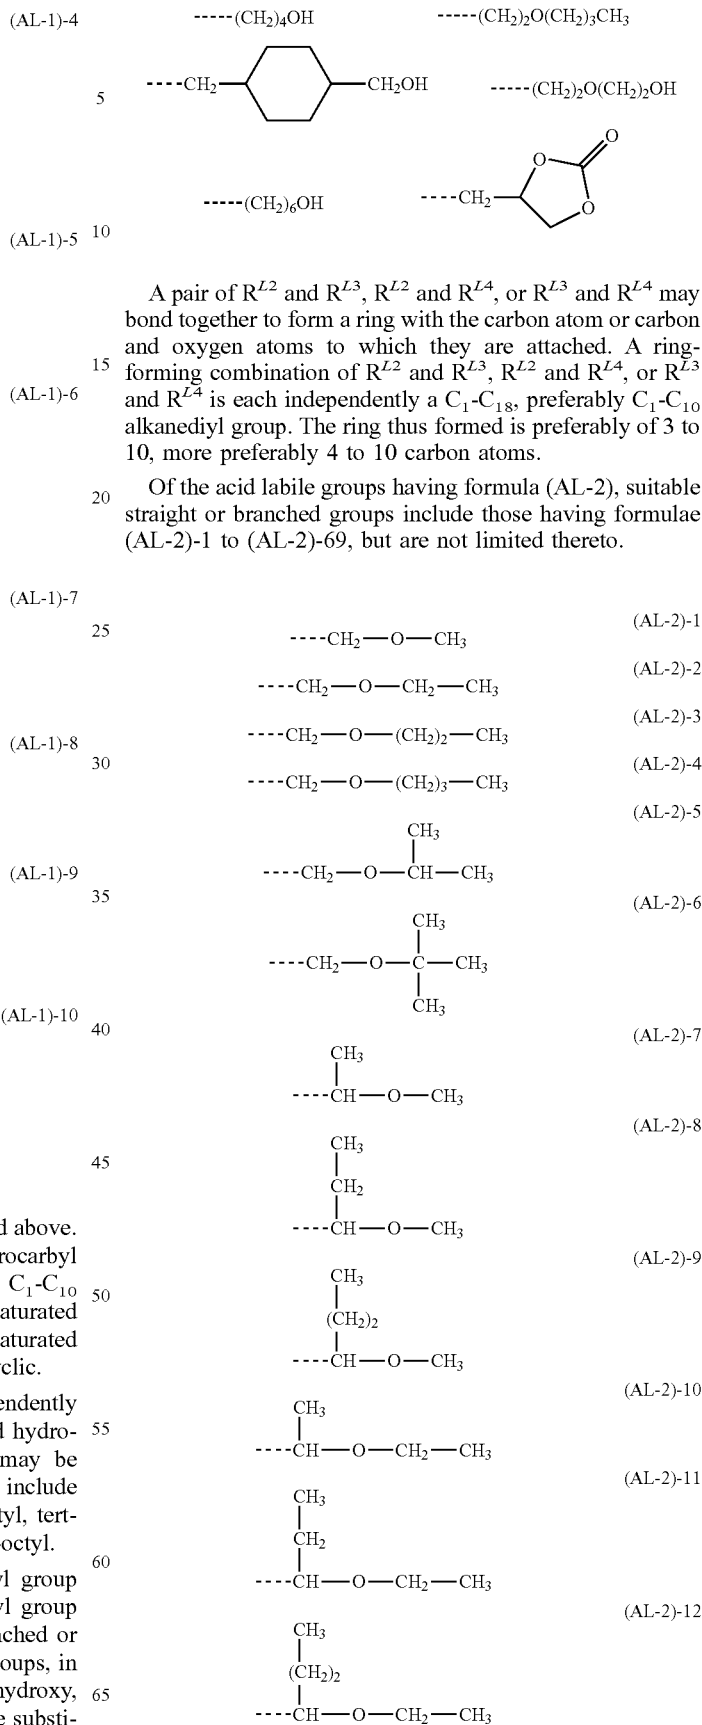 (AL-1)-4
(AL-1)-5
(AL-1)-6
(AL-1)-7
(AL-1)-8
(AL-1)-9
(AL-1)-10
d above.
rocarbyl
C₁-C₁₀
aturated
aturated
clic.
endently
d hydro-
may be
include
tyl, tert-
octyl.
yl group
yl group
nched or
oups, in
hydroxy,
e substi-
5
10
15
20
25
30
35
40
45
50
55
60
65
-----(CH₂)₄OH
-----(CH₂)₂O(CH₂)₃CH₃
----CH₂ CH₂OH
-----(CH₂)₂O(CH₂)₂OH
-----(CH₂)₆OH
----CH₂ O O O
A pair of R^L2 and R^L3, R^L2 and R^L4, or R^L3 and R^L4 may
bond together to form a ring with the carbon atom or carbon
and oxygen atoms to which they are attached. A ring-
forming combination of R^L2 and R^L3, R^L2 and R^L4, or R^L3
and R^L4 is each independently a C₁-C₁₈, preferably C₁-C₁₀
alkanediyl group. The ring thus formed is preferably of 3 to
10, more preferably 4 to 10 carbon atoms.
Of the acid labile groups having formula (AL-2), suitable
straight or branched groups include those having formulae
(AL-2)-1 to (AL-2)-69, but are not limited thereto.
(AL-2)-1
----CH₂—O—CH₃
(AL-2)-2
----CH₂—O—CH₂—CH₃
(AL-2)-3
----CH₂—O—(CH₂)₂—CH₃
(AL-2)-4
----CH₂—O—(CH₂)₃—CH₃
(AL-2)-5
CH₃
----CH₂—O—CH—CH₃
(AL-2)-6
CH₃
----CH₂—O—C—CH₃
CH₃
(AL-2)-7
CH₃
----CH—O—CH₃
(AL-2)-8
CH₃
CH₂
----CH—O—CH₃
(AL-2)-9
CH₃
(CH₂)₂
----CH—O—CH₃
(AL-2)-10
CH₃
----CH—O—CH₂—CH₃
(AL-2)-11
CH₃
CH₂
----CH—O—CH₂—CH₃
(AL-2)-12
CH₃
(CH₂)₂
----CH—O—CH₂—CH₃